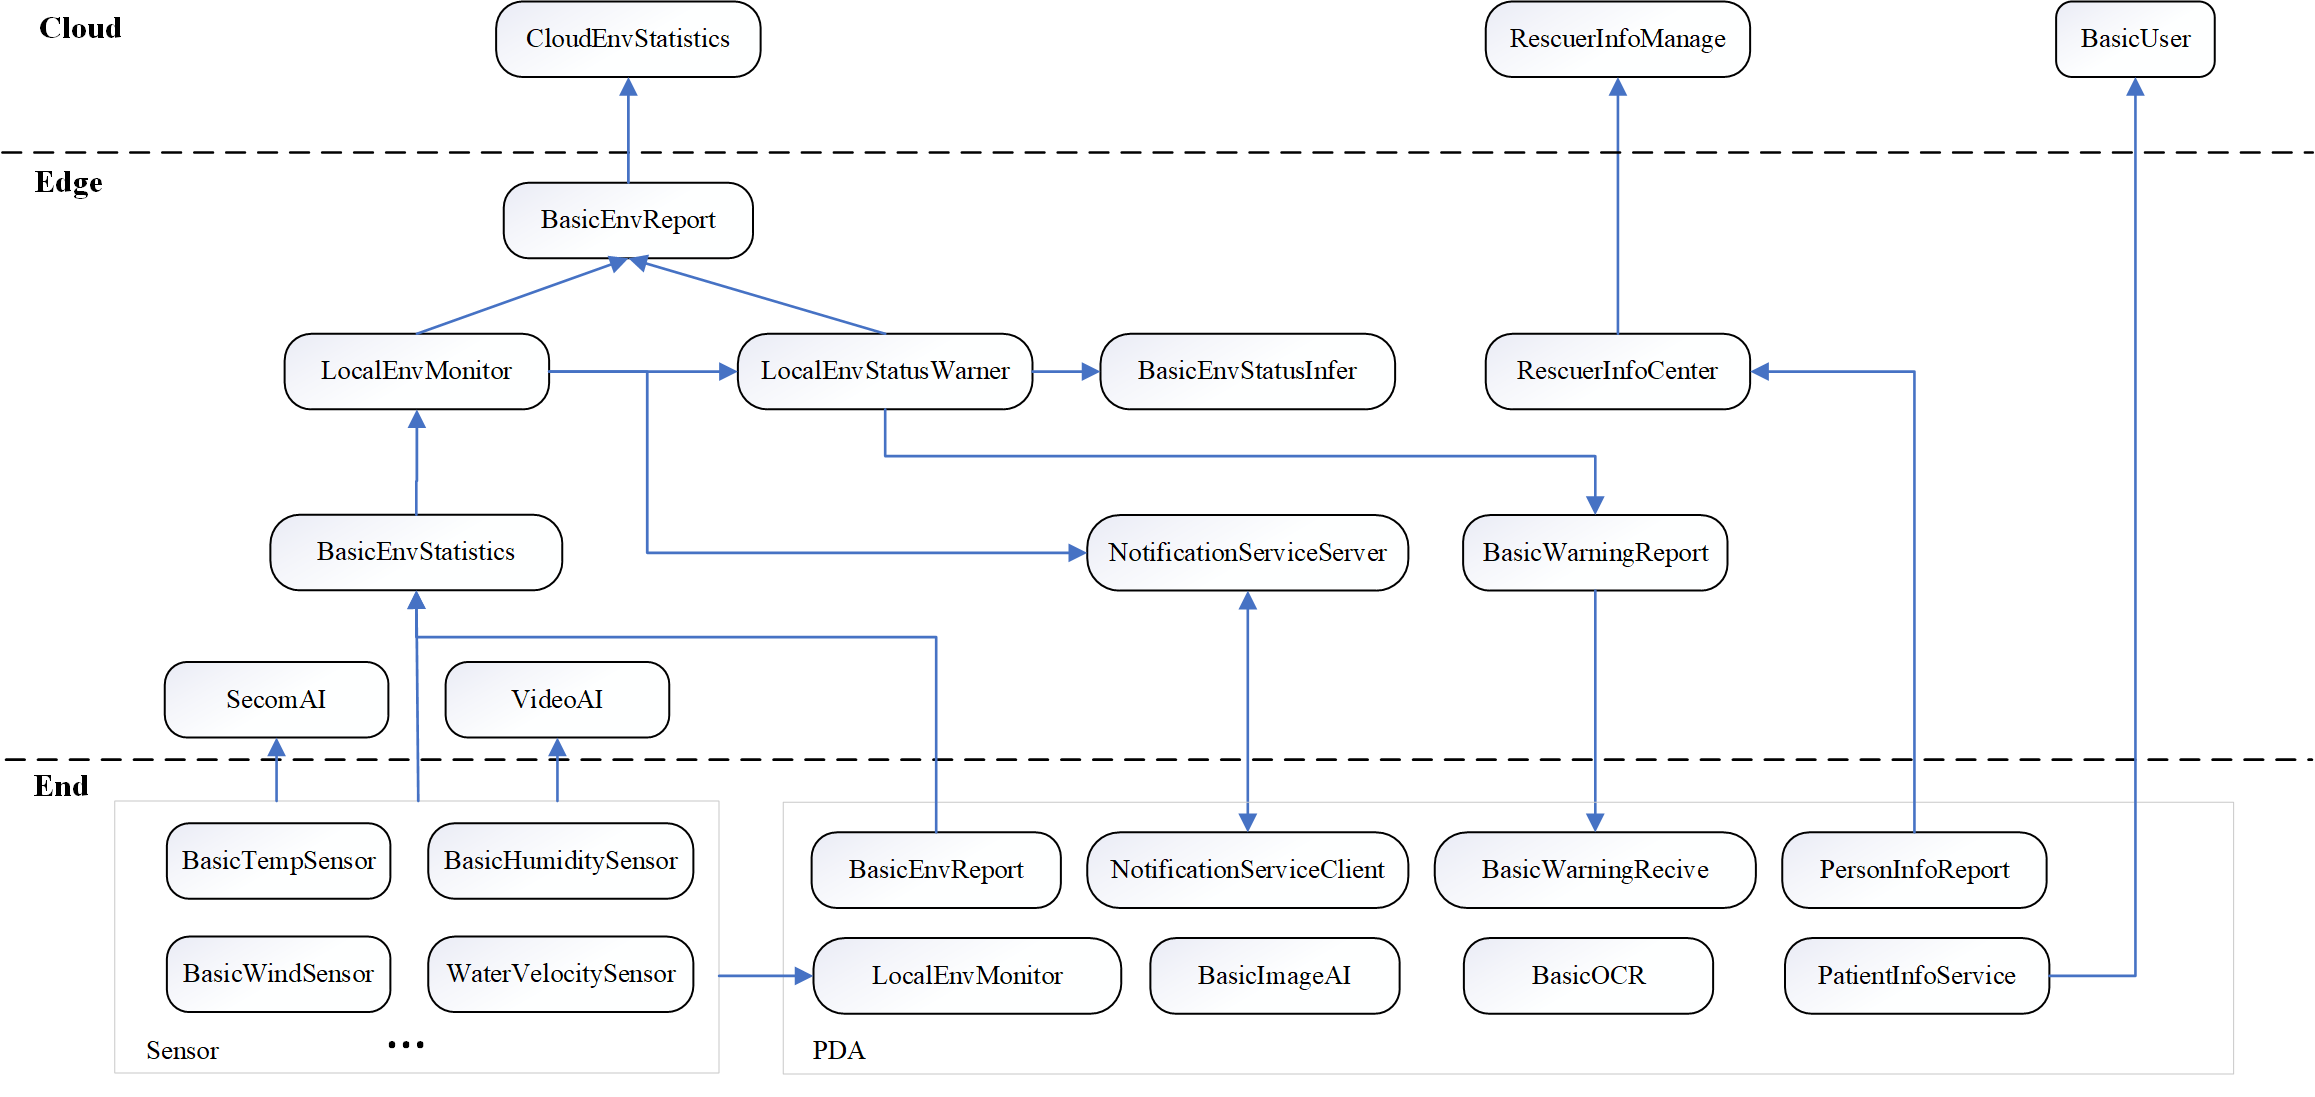 Cloud
CloudEnvStatistics
RescuerInfoManage
BasicUser
Edge
BasicEnvReport
LocalEnvMonitor
LocalEnvStatusWarner
BasicEnvStatusInfer
RescuerInfoCenter
BasicEnvStatistics
NotificationServiceServer
BasicWarningReport
SecomAI
VideoAI
End
BasicTempSensor
BasicHumiditySensor
BasicEnvReport
NotificationServiceClient
BasicWarningRecive
PersonInfoReport
BasicWindSensor
WaterVelocitySensor
LocalEnvMonitor
BasicImageAI
BasicOCR
PatientInfoService
Sensor
...
PDA